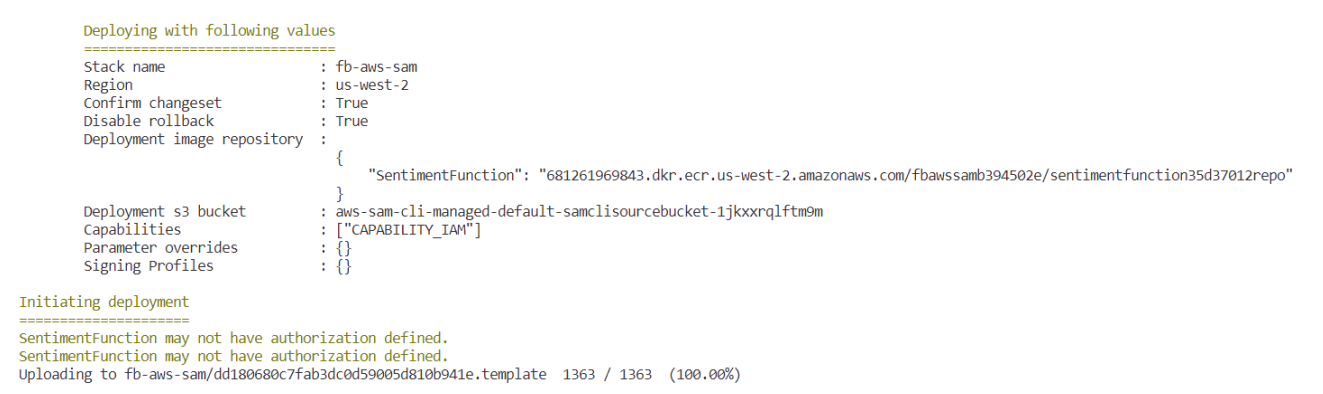 Deploying with following values
===============================
Stack name                   : fb-aws-sam
Region                       : us-west-2
Confirm changeset            : True
Disable rollback             : True
Deployment image repository  :
{
"SentimentFunction": "681261969843.dkr.ecr.us-west-2.amazonaws.com/fbawssamb394502e/sentimentfunction35d37012repo"
}
Deployment s3 bucket         : aws-sam-cli-managed-default-samclisourcebucket-1jkxxrqlftm9m
Capabilities                 : ["CAPABILITY_IAM"]
Parameter overrides          : {}
Signing Profiles             : {}
Initiating deployment
=====================
SentimentFunction may not have authorization defined.
SentimentFunction may not have authorization defined.
Uploading to fb-aws-sam/dd180680c7fab3dc0d59005d810b941e.template  1363 / 1363  (100.00%)